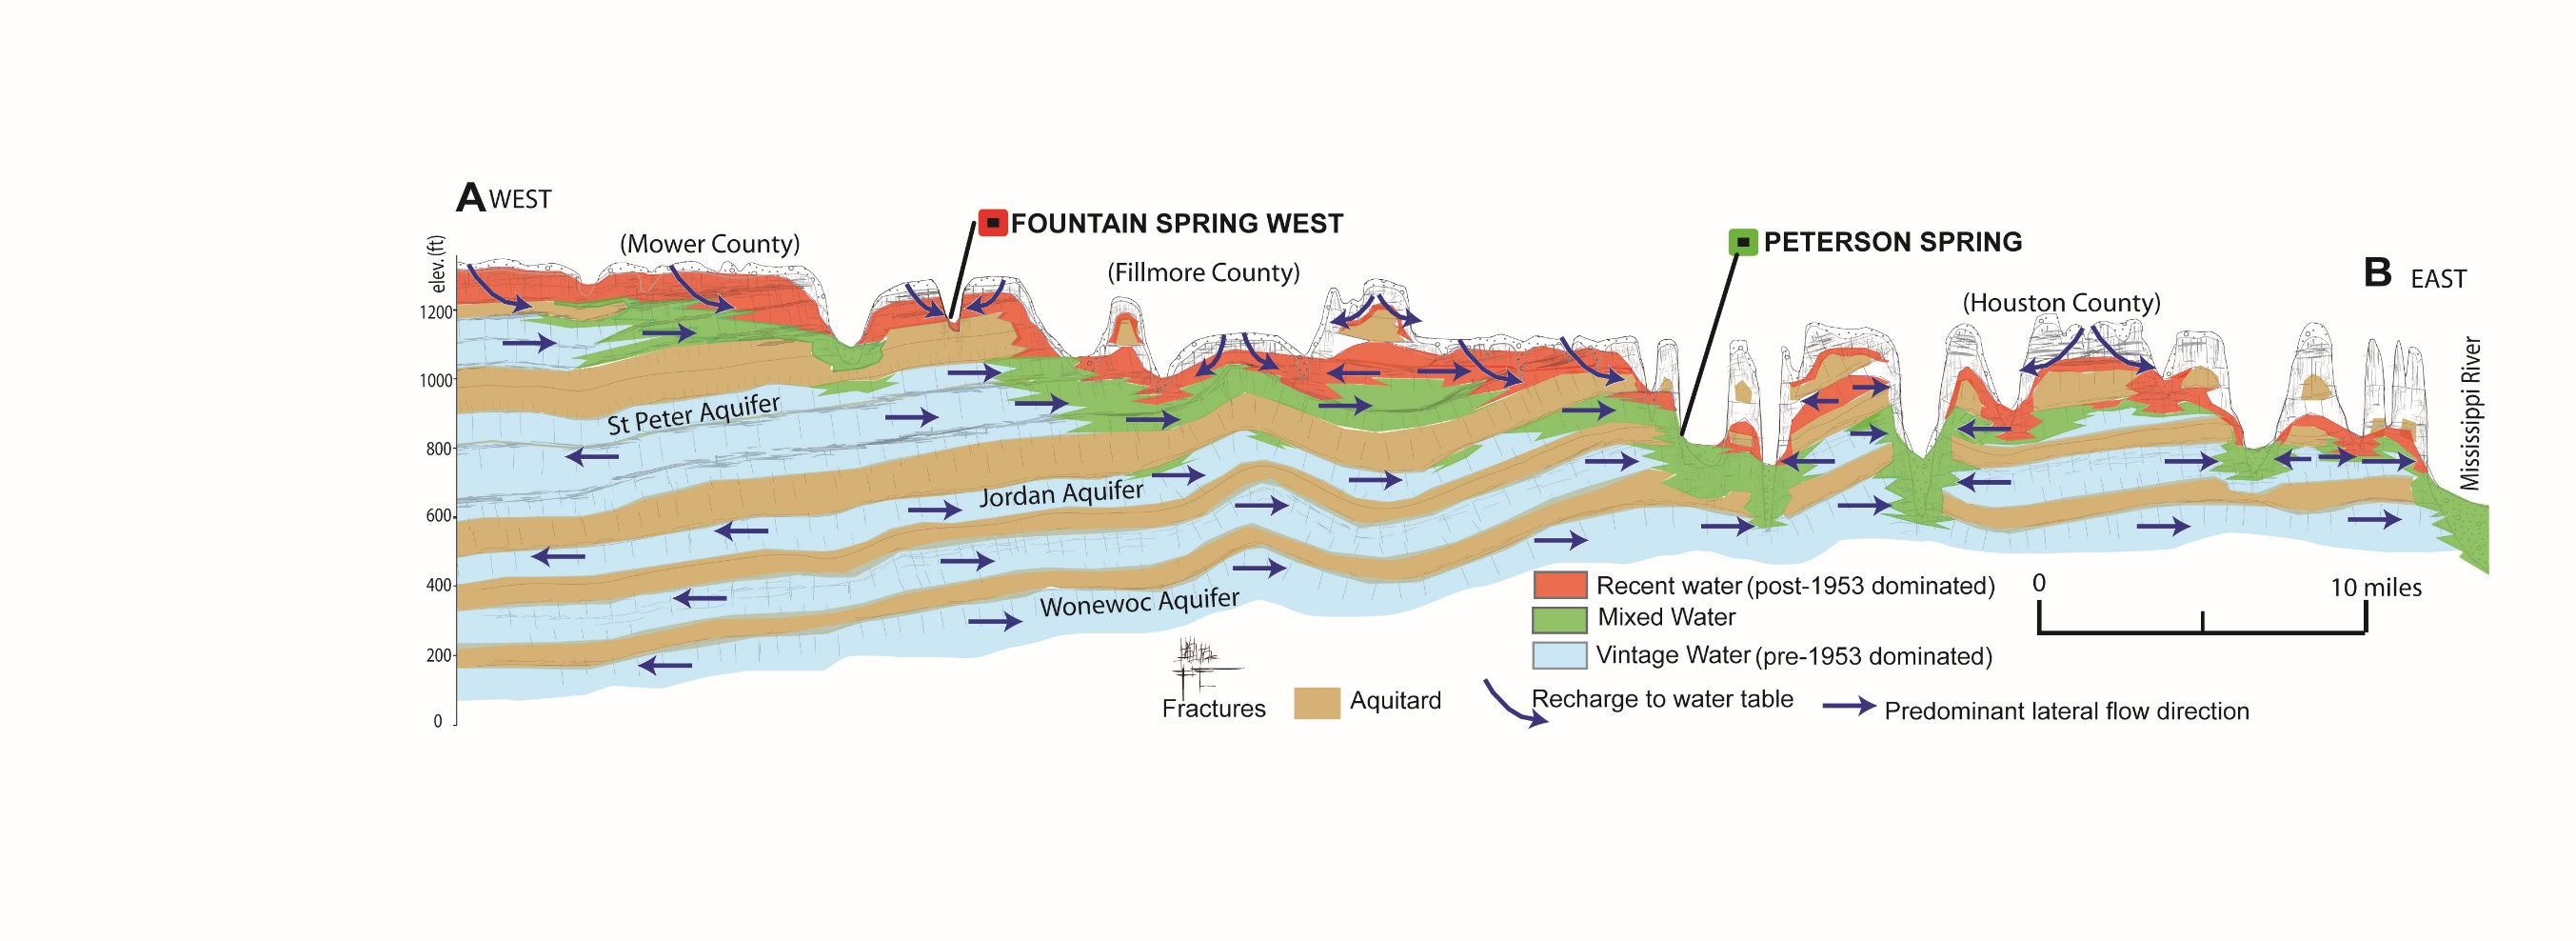 A WEST
(Mower County)
FOUNTAIN SPRING WEST
(Fillmore County)
PETERSON SPRING
(Houston County)
B EAST
Mississippi River
elev. (ft)
1200
1000
800
600
400
200
0
St Peter Aquifer
Jordan Aquifer
Wonewoc Aquifer
Recent water (post-1953 dominated)
Mixed Water
Vintage Water (pre-1953 dominated)
0 10 miles
Fractures
Aquitard
Recharge to water table
Predominant lateral flow direction